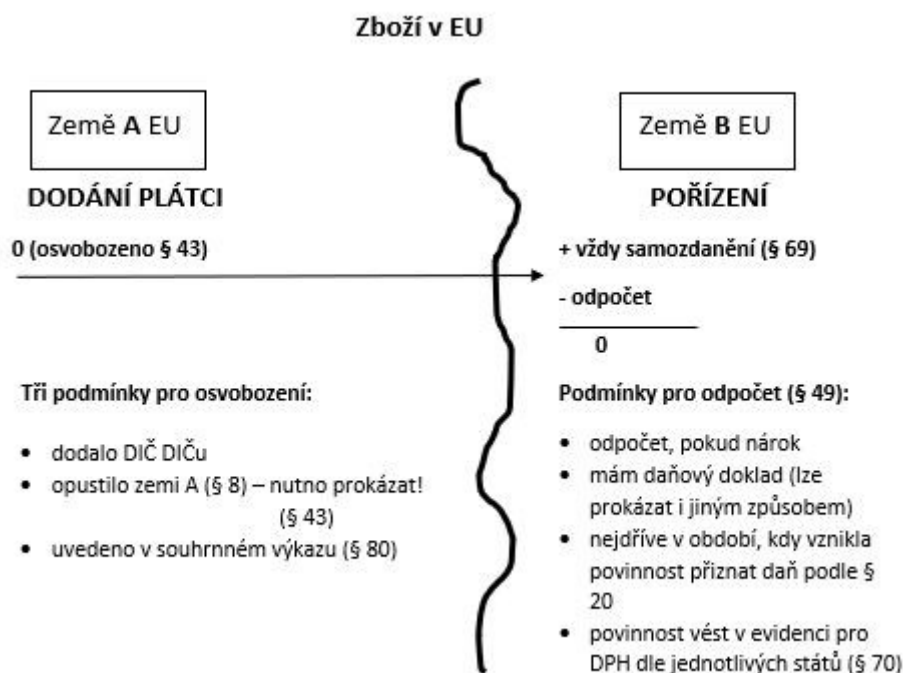 Zboží v EU
Země A EU
DODÁNÍ PLÁTCI
0 (osvobozeno § 43)
Tři podmínky pro osvobození:
• dodalo DIČ DIČu
• opustilo zemi A (§ 8) – nutno prokázat!
(§ 43)
• uvedeno v souhrnném výkazu (§ 80)
Země B EU
POŘÍZENÍ
+ vždy samozdanění (§ 69)
- odpočet
0
Podmínky pro odpočet (§ 49):
• odpočet, pokud nárok
• mám daňový doklad (lze
prokázat i jiným způsobem)
• nejdříve v období, kdy vznikla
povinnost přiznat daň podle §
20
• povinnost vést v evidenci pro
DPH dle jednotlivých států (§ 70)